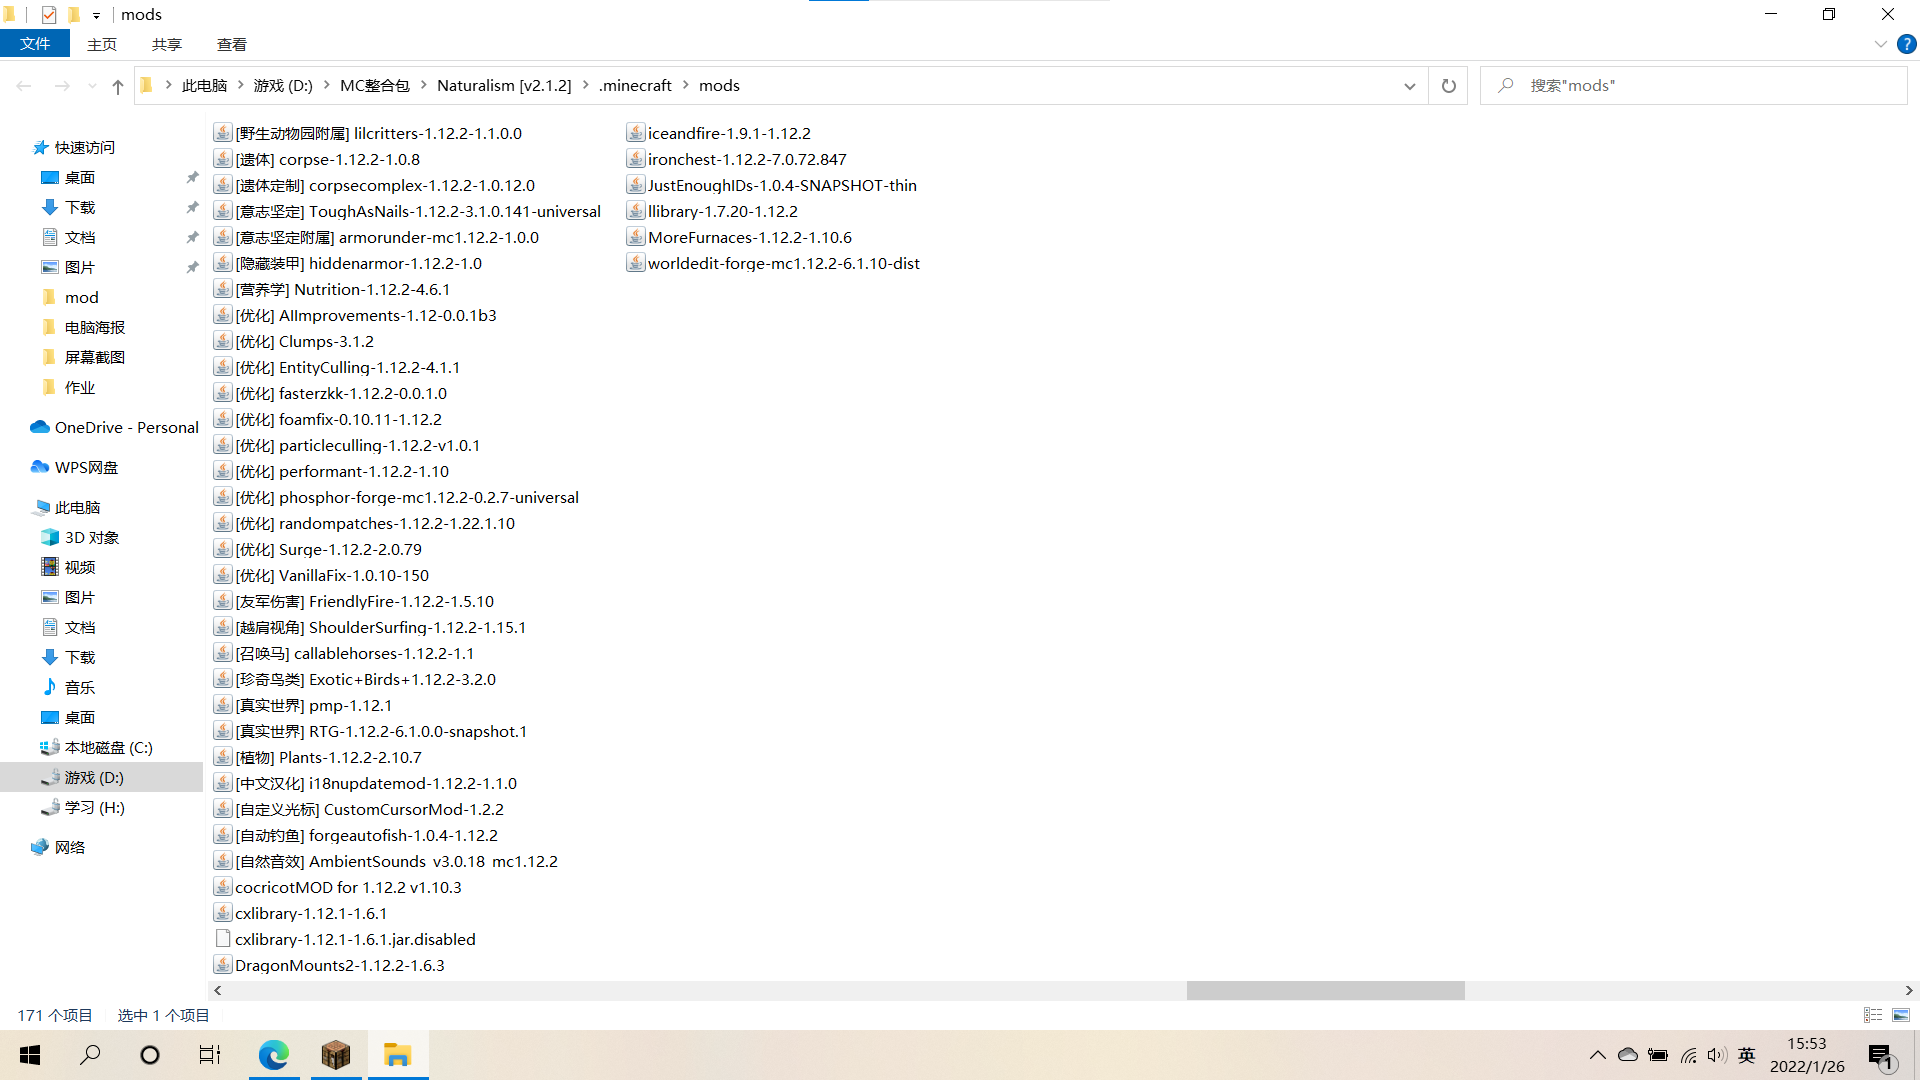 mods
文件 主页 共享 查看
此电脑 游戏 (D:) MC整合包 Naturalism [v2.1.2] .minecraft mods
搜索"mods"
快速访问
桌面
下载
文档
图片
mod
电脑海报
屏幕截图
作业
OneDrive - Personal
WPS网盘
此电脑
3D 对象
视频
图片
文档
下载
音乐
桌面
本地磁盘 (C:)
游戏 (D:)
学习 (H:)
网络
[野生动物园附属] lilcritters-1.12.2-1.1.0.0
[遗体] corpse-1.12.2-1.0.8
[遗体定制] corpsecomplex-1.12.2-1.0.12.0
[意志坚定] ToughAsNails-1.12.2-3.1.0.141-universal
[意志坚定附属] armorunder-mc1.12.2-1.0.0
[隐藏装甲] hiddenarmor-1.12.2-1.0
[营养学] Nutrition-1.12.2-4.6.1
[优化] AIImprovements-1.12-0.0.1b3
[优化] Clumps-3.1.2
[优化] EntityCulling-1.12.2-4.1.1
[优化] fasterzkk-1.12.2-0.0.1.0
[优化] foamfix-0.10.11-1.12.2
[优化] particleculling-1.12.2-v1.0.1
[优化] performant-1.12.2-1.10
[优化] phosphor-forge-mc1.12.2-0.2.7-universal
[优化] randompatches-1.12.2-1.22.1.10
[优化] Surge-1.12.2-2.0.79
[优化] VanillaFix-1.0.10-150
[友军伤害] FriendlyFire-1.12.2-1.5.10
[越肩视角] ShoulderSurfing-1.12.2-1.15.1
[召唤马] callablehorses-1.12.2-1.1
[珍奇鸟类] Exotic+Birds+1.12.2-3.2.0
[真实世界] pmp-1.12.1
[真实世界] RTG-1.12.2-6.1.0.0-snapshot.1
[植物] Plants-1.12.2-2.10.7
[中文汉化] i18nupdatemod-1.12.2-1.1.0
[自定义光标] CustomCursorMod-1.2.2
[自动钓鱼] forgeautofish-1.0.4-1.12.2
[自然音效] AmbientSounds_v3.0.18_mc1.12.2
cocricotMOD for 1.12.2 v1.10.3
cxlibrary-1.12.1-1.6.1
cxlibrary-1.12.1-1.6.1.jar.disabled
DragonMounts2-1.12.2-1.6.3
iceandfire-1.9.1-1.12.2
ironchest-1.12.2-7.0.72.847
JustEnoughIDs-1.0.4-SNAPSHOT-thin
llibrary-1.7.20-1.12.2
MoreFurnaces-1.12.2-1.10.6
worldedit-forge-mc1.12.2-6.1.10-dist
171 个项目 选中 1 个项目
英
15:53
2022/1/26
1